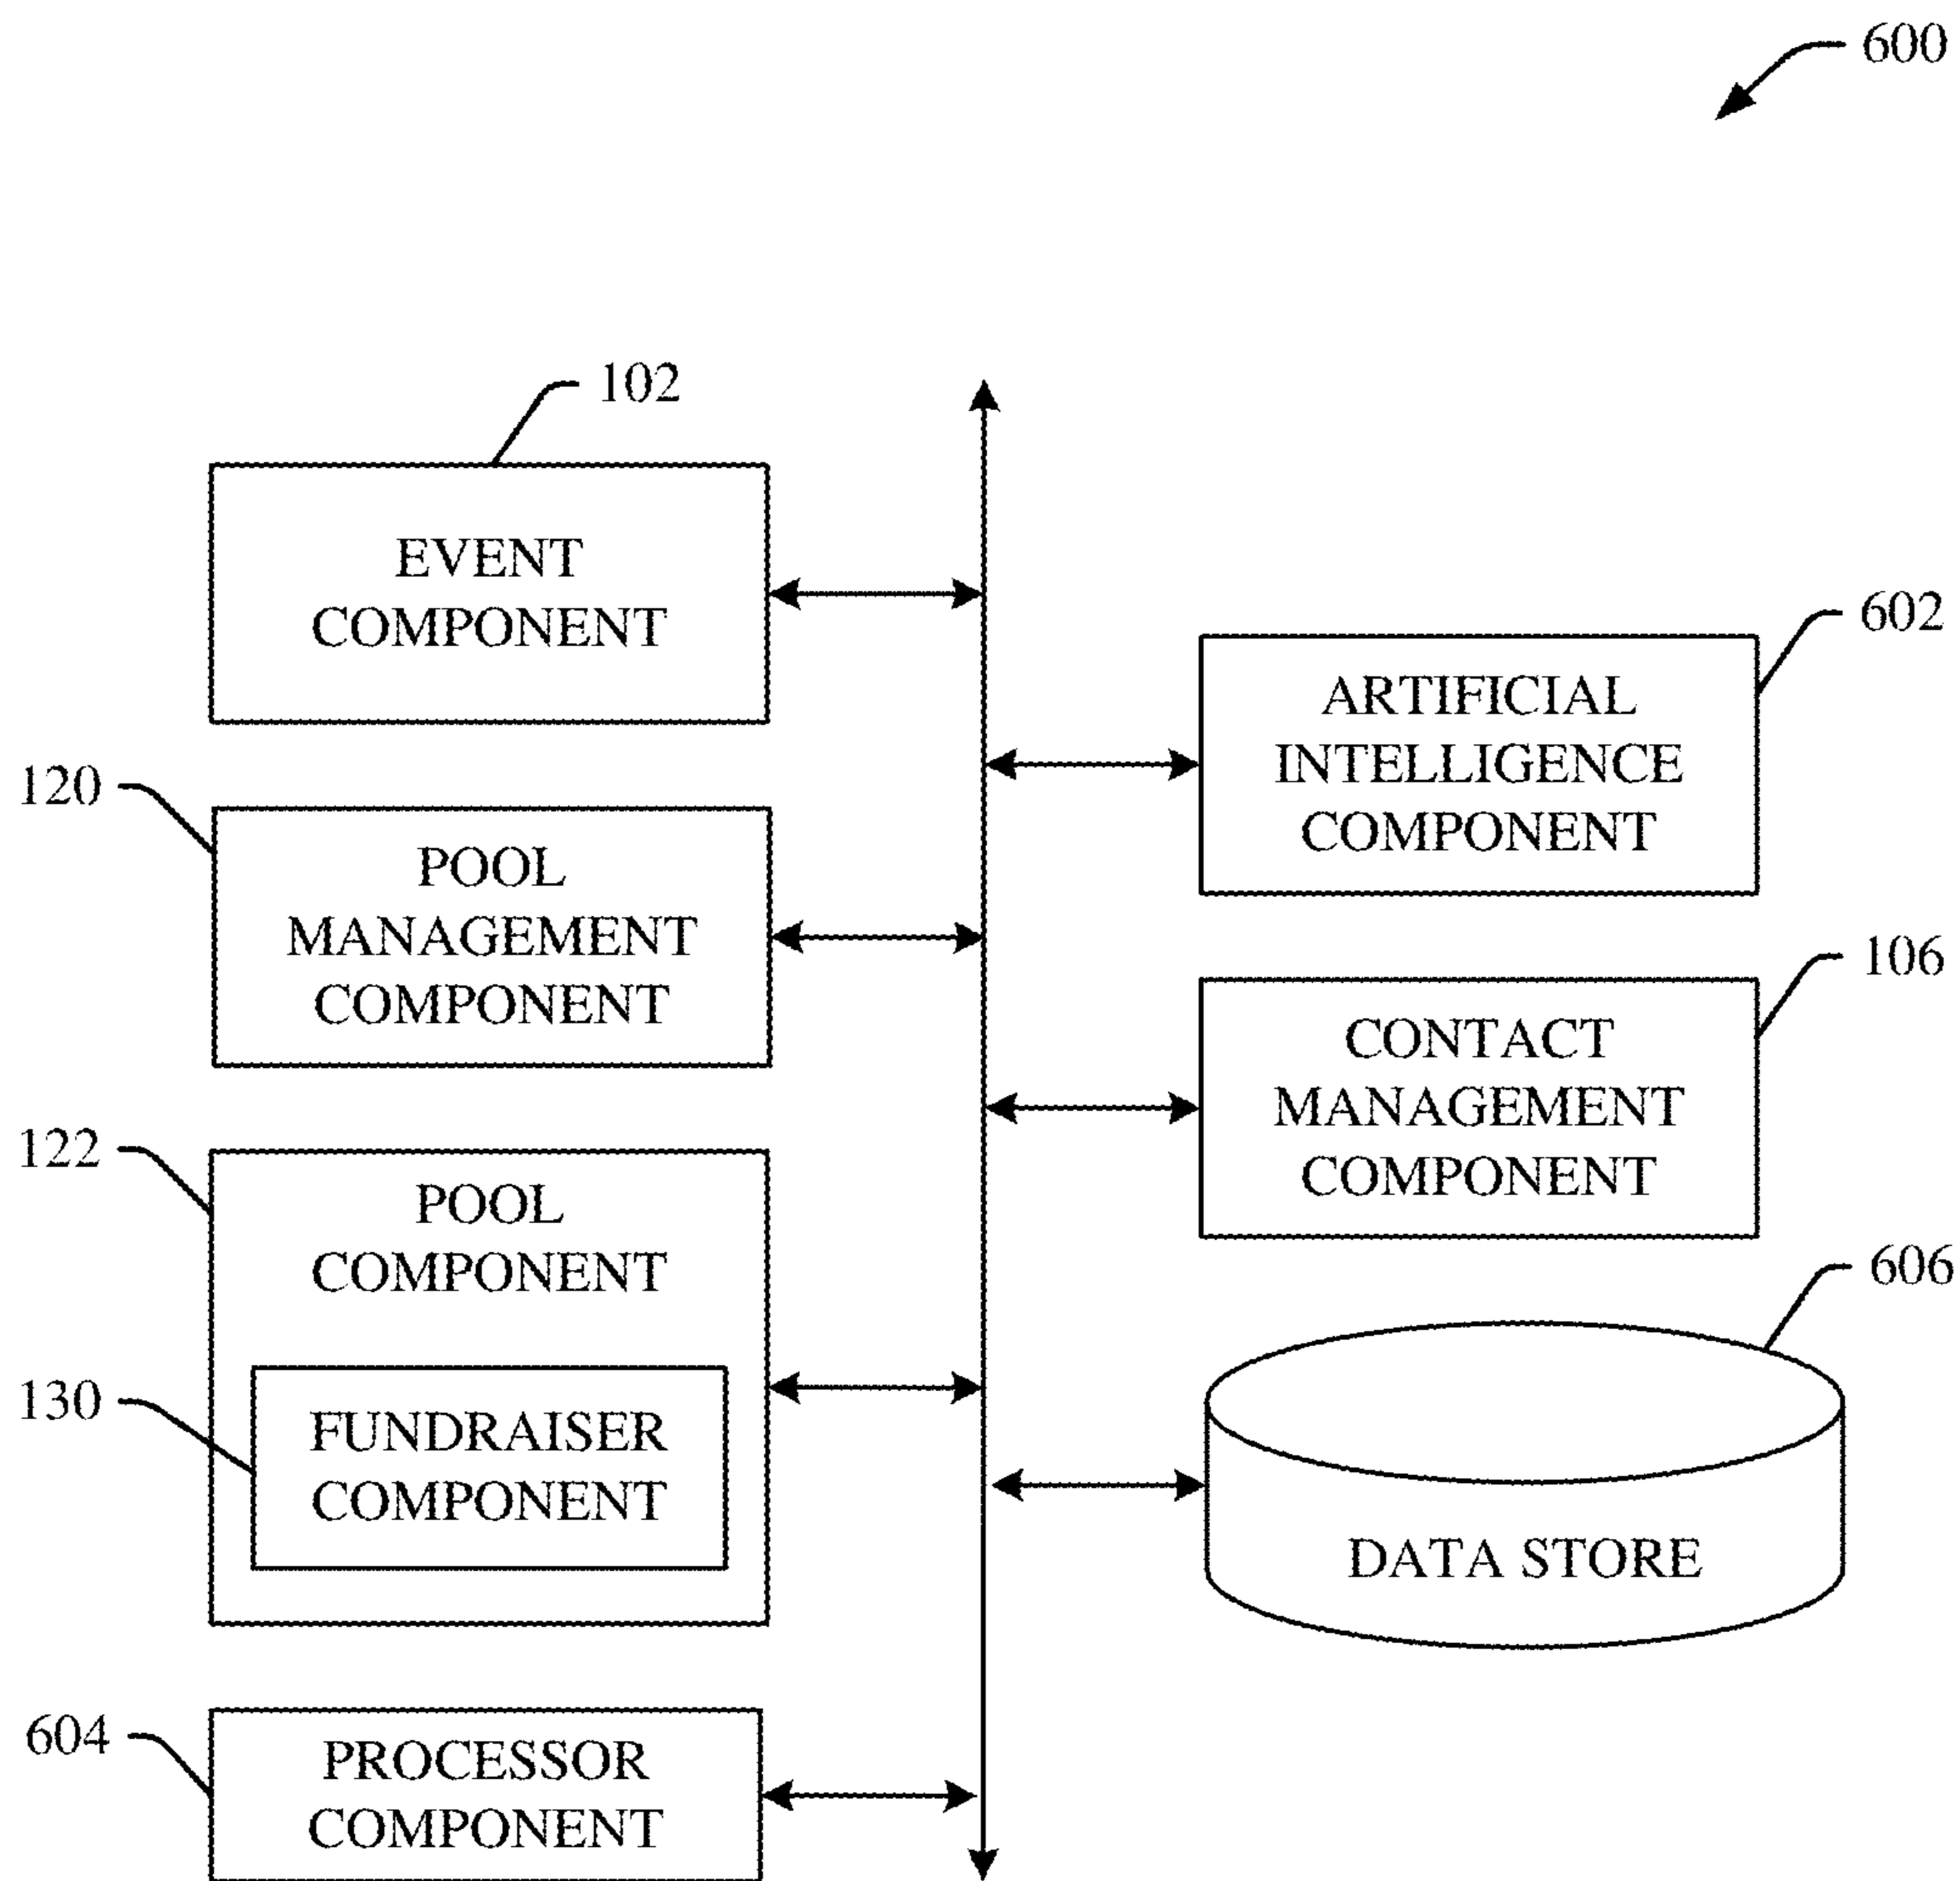 600
102
EVENT
COMPONENT
602
ARTIFICIAL
INTELLIGENCE
COMPONENT
120
POOL
MANAGEMENT
COMPONENT
106
CONTACT
MANAGEMENT
COMPONENT
122
POOL
COMPONENT
130
FUNDRAISER
COMPONENT
606
DATA STORE
604
PROCESSOR
COMPONENT